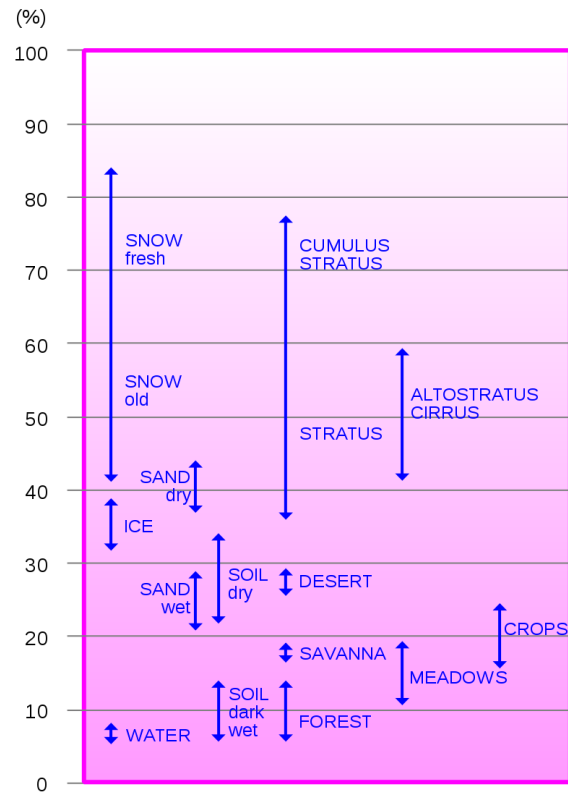 (%)
100
90
80
70
60
50
40
30
20
10
0
SNOW
fresh
SNOW
old
ICE
WATER
SAND
dry
SAND
wet
SOIL
dry
SOIL
dark
wet
CUMULUS
STRATUS
STRATUS
DESERT
SAVANNA
FOREST
ALTOSTRATUS
CIRRUS
MEADOWS
CROPS